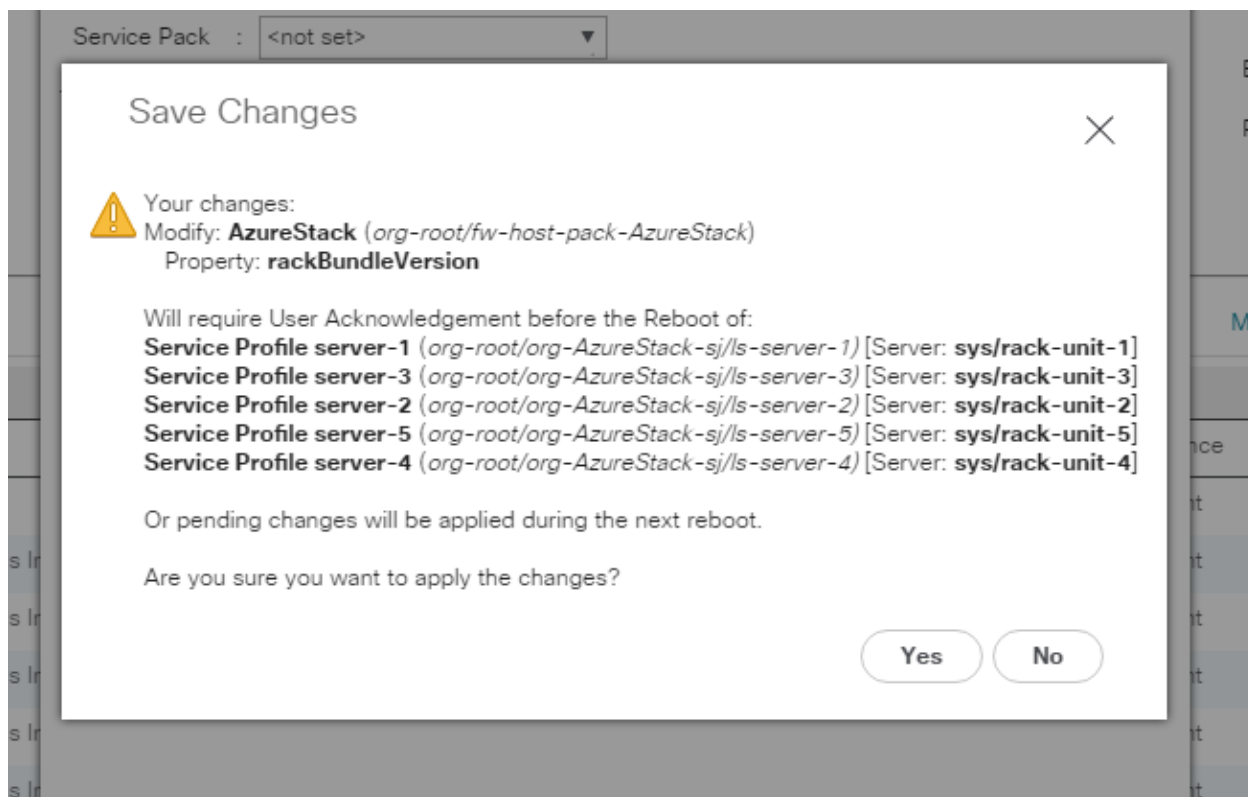 Service Pack : <not set>
Save Changes
Your changes:
Modify: AzureStack (org-root/fw-host-pack-AzureStack)
Property: rackBundleVersion
Will require User Acknowledgement before the Reboot of:
Service Profile server-1 (org-root/org-AzureStack-sj/ls-server-1) [Server: sys/rack-unit-1]
Service Profile server-3 (org-root/org-AzureStack-sj/ls-server-3) [Server: sys/rack-unit-3]
Service Profile server-2 (org-root/org-AzureStack-sj/ls-server-2) [Server: sys/rack-unit-2]
Service Profile server-5 (org-root/org-AzureStack-sj/ls-server-5) [Server: sys/rack-unit-5]
Service Profile server-4 (org-root/org-AzureStack-sj/ls-server-4) [Server: sys/rack-unit-4]
Or pending changes will be applied during the next reboot.
Are you sure you want to apply the changes?
Yes No